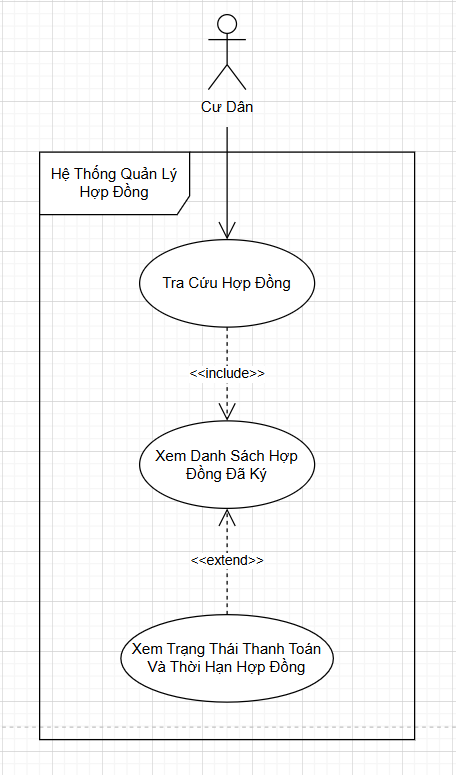 Cư Dân
Hệ Thống Quản Lý
Hợp Đồng
Tra Cứu Hợp Đồng
<<include>>
Xem Danh Sách Hợp
Đồng Đã Ký
<<extend>>
Xem Trạng Thái Thanh Toán
Và Thời Hạn Hợp Đồng